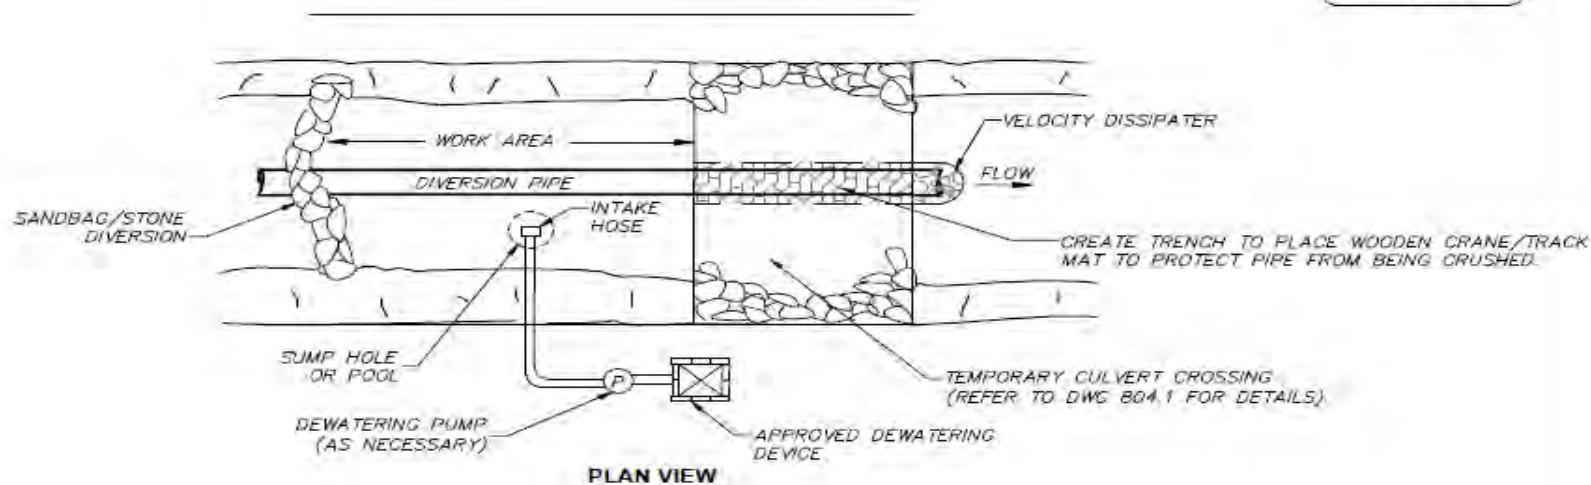 VELOCITY DISSIPATER
WORK AREA
FLOW
DIVERSION PIPE
INTAKE
HOSE
SANDBAG/STONE
DIVERSION
CREATE TRENCH TO PLACE WOODEN CRANE/TRACK
MAT TO PROTECT PIPE FROM BEING CRUSHED.
SUMP HOLE
OR POOL
P
TEMPORARY CULVERT CROSSING
(REFER TO DWG 804.1 FOR DETAILS)
DEWATERING PUMP
(AS NECESSARY)
APPROVED DEWATERING
DEVICE
PLAN VIEW